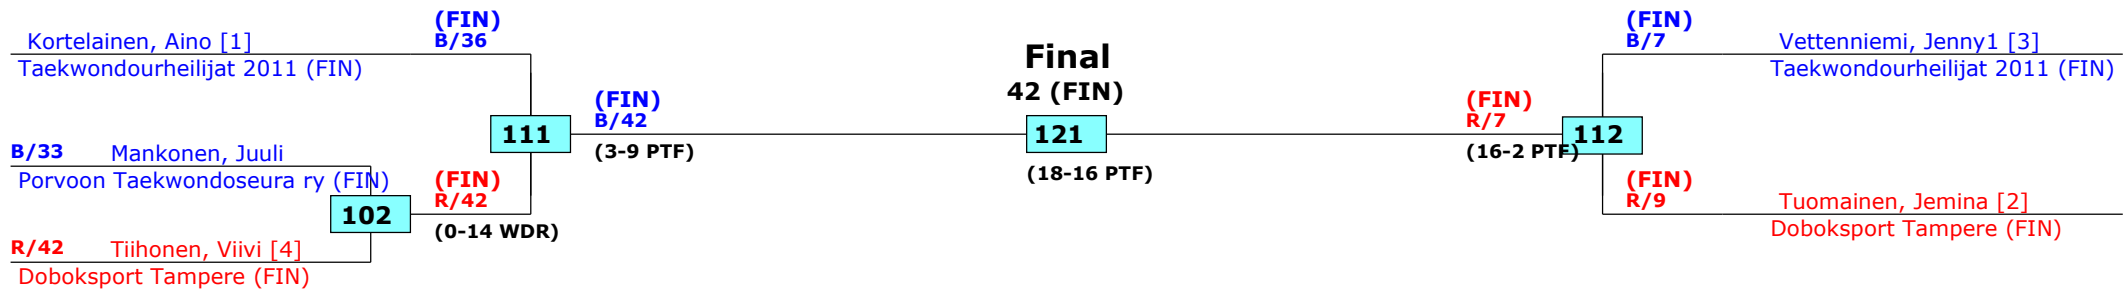 (FIN)
B/36
Kortelainen, Aino [1]
Taekwondourheilijat 2011 (FIN)
B/33 Mankonen, Juuli
Porvoon Taekwondoseura ry (FIN)
102
R/42 Tiihonen, Viivi [4]
Doboksport Tampere (FIN)
(FIN)
R/42
(0-14 WDR)
111
(FIN)
B/42
(3-9 PTF)
Final
42 (FIN)
121
(18-16 PTF)
(FIN)
R/7
(16-2 PTF)
112
(FIN)
B/7
Vettenniemi, Jenny1 [3]
Taekwondourheilijat 2011 (FIN)
(FIN)
R/9
Tuomainen, Jemina [2]
Doboksport Tampere (FIN)